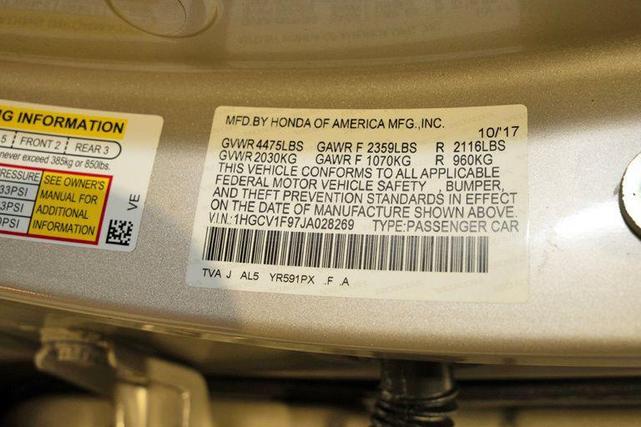 NG INFORMATION
5 FRONT 2 REAR 3
never exceed 385kg or 850lbs.
PRESSURE
33PSI
3PSI
0PSI
SEE OWNER'S
MANUAL FOR
ADDITIONAL
INFORMATION
VE
MFD.BY HONDA OF AMERICA MFG.,INC.
10/'17
GVWR 4475LBS GAWR F 2359LBS R 2116LBS
GVWR 2030KG GAWR F 1070KG R 960KG
THIS VEHICLE CONFORMS TO ALL APPLICABLE
FEDERAL MOTOR VEHICLE SAFETY , BUMPER,
AND THEFT PREVENTION STANDARDS IN EFFECT
ON THE DATE OF MANUFACTURE SHOWN ABOVE.
V.I.N.:1HGCV1F97JA028269 TYPE:PASSENGER CAR
TVA J AL5 YR591PX .F .A